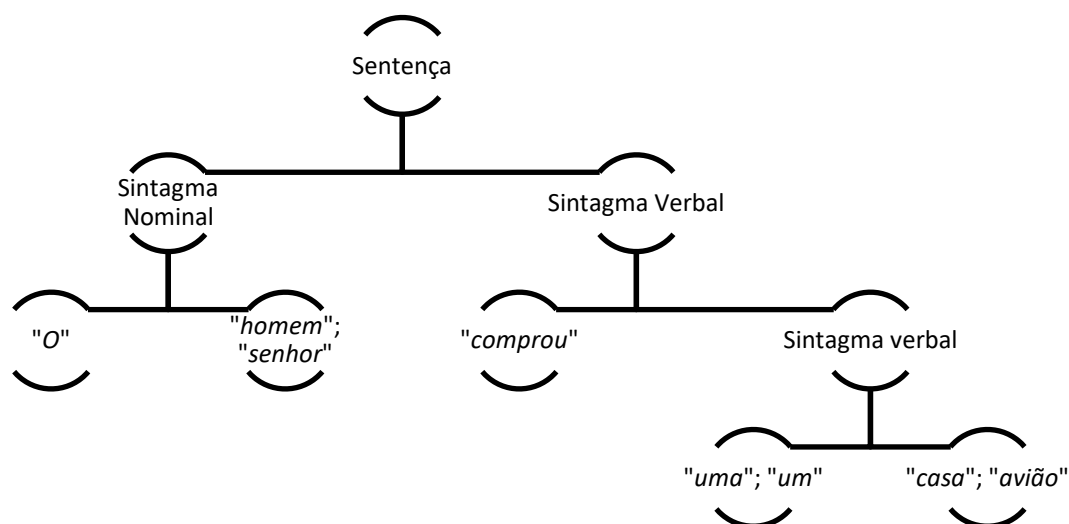 Sentença
Sintagma
Nominal
Sintagma Verbal
"O"
"homem";
"senhor"
"comprou"
Sintagma verbal
"uma"; "um"
"casa"; "avião"